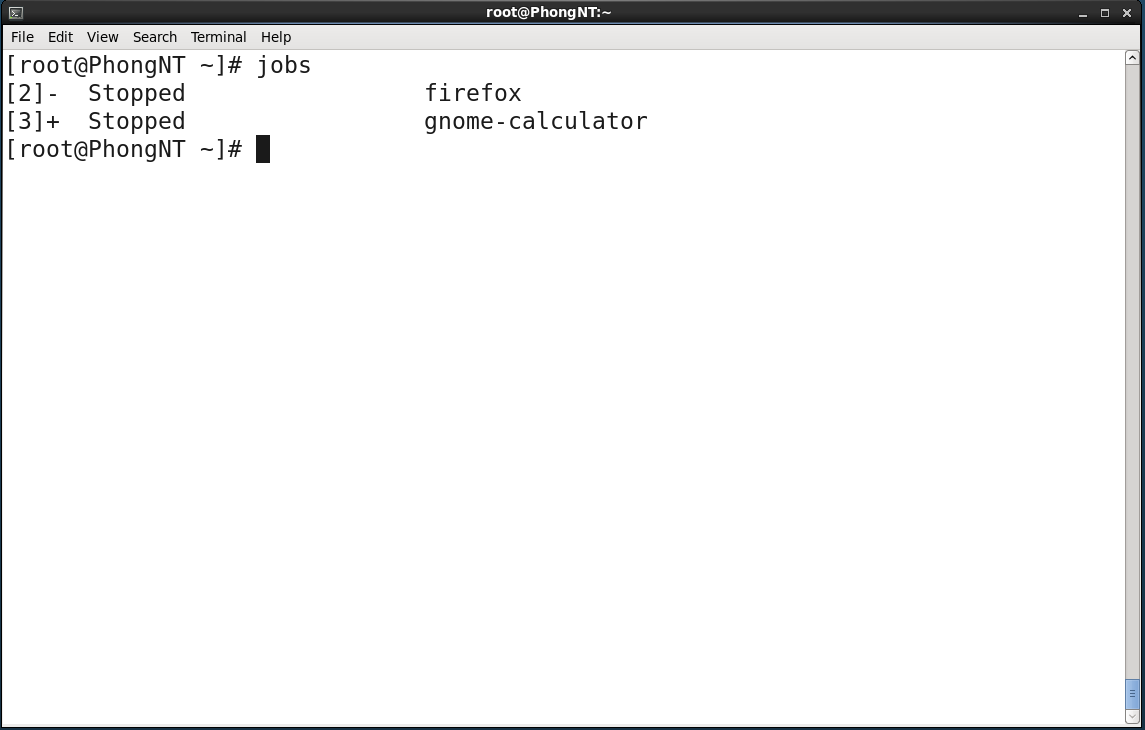 root@PhongNT:~
File Edit View Search Terminal Help
[root@PhongNT ~]# jobs
[2]-  Stopped                 firefox
[3]+  Stopped                 gnome-calculator
[root@PhongNT ~]#